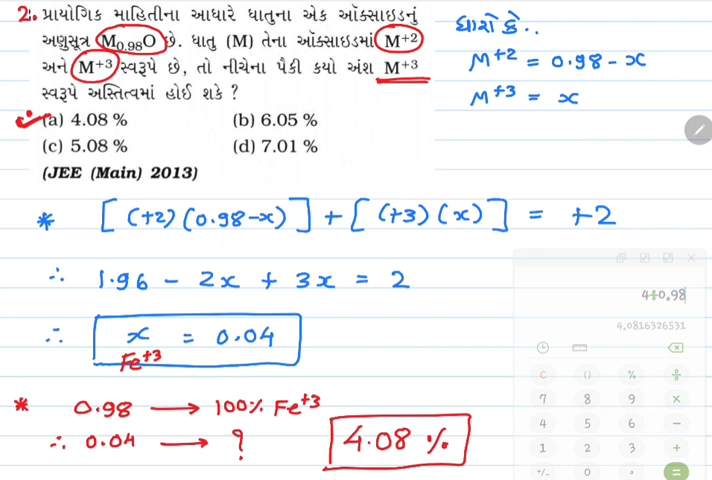 2. પ્રાયોગિક માહિતીના આધારે ધાતુના એક ઑક્સાઇડનું
અણુસૂત્ર M0.98O છે. ધાતુ (M) તેના ઑક્સાઇડમાં M+2
અને M+3 સ્વરૂપે છે, તો નીચેના પૈકી કયો અંશ M+3
સ્વરૂપે અસ્તિત્વમાં હોઈ શકે ?
(a) 4.08 % (b) 6.05 %
(c) 5.08 % (d) 7.01 %
(JEE (Main) 2013)
ધારો કે..
M+2 = 0.98 - x
M+3 = x
* [(+2)(0.98-x)] + [(+3)(x)] = +2
∴ 1.96 - 2x + 3x = 2
∴ x = 0.04
Fe+3
* 0.98 → 100% Fe+3
∴ 0.04 → ?
4.08 %
4÷0.98
4.0816326531
C () % ÷
7 8 9 ×
4 5 6 −
1 2 3 +
+/- 0 . =